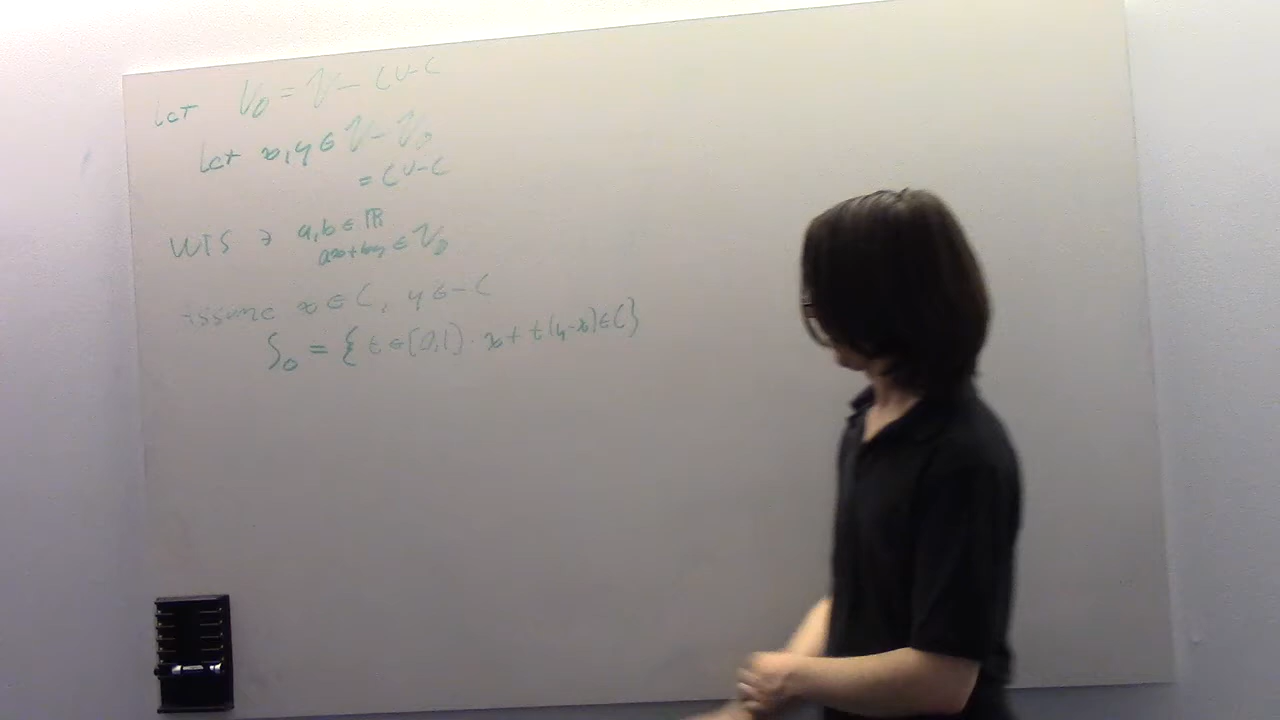 Let V₀ = V - C ∪ -C
Let x, y ∈ V - V₀
= C ∪ -C
WTS ∃ a, b ∈ ℝ
ax + by ∈ V₀
Assume x ∈ C, y ∈ -C
S₀ = { t ∈ [0,1) : x + t(y-x) ∈ C }